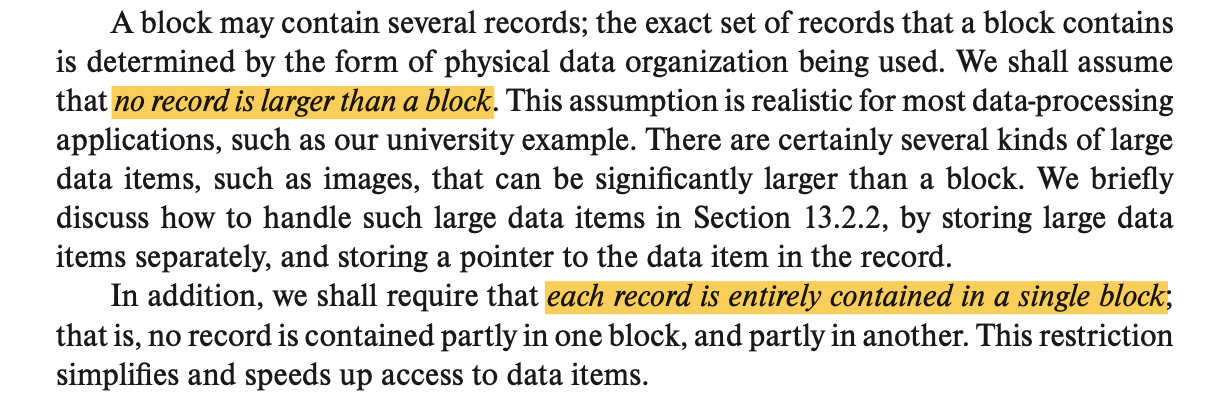 A block may contain several records; the exact set of records that a block contains
is determined by the form of physical data organization being used. We shall assume
that no record is larger than a block. This assumption is realistic for most data-processing
applications, such as our university example. There are certainly several kinds of large
data items, such as images, that can be significantly larger than a block. We briefly
discuss how to handle such large data items in Section 13.2.2, by storing large data
items separately, and storing a pointer to the data item in the record.
In addition, we shall require that each record is entirely contained in a single block;
that is, no record is contained partly in one block, and partly in another. This restriction
simplifies and speeds up access to data items.